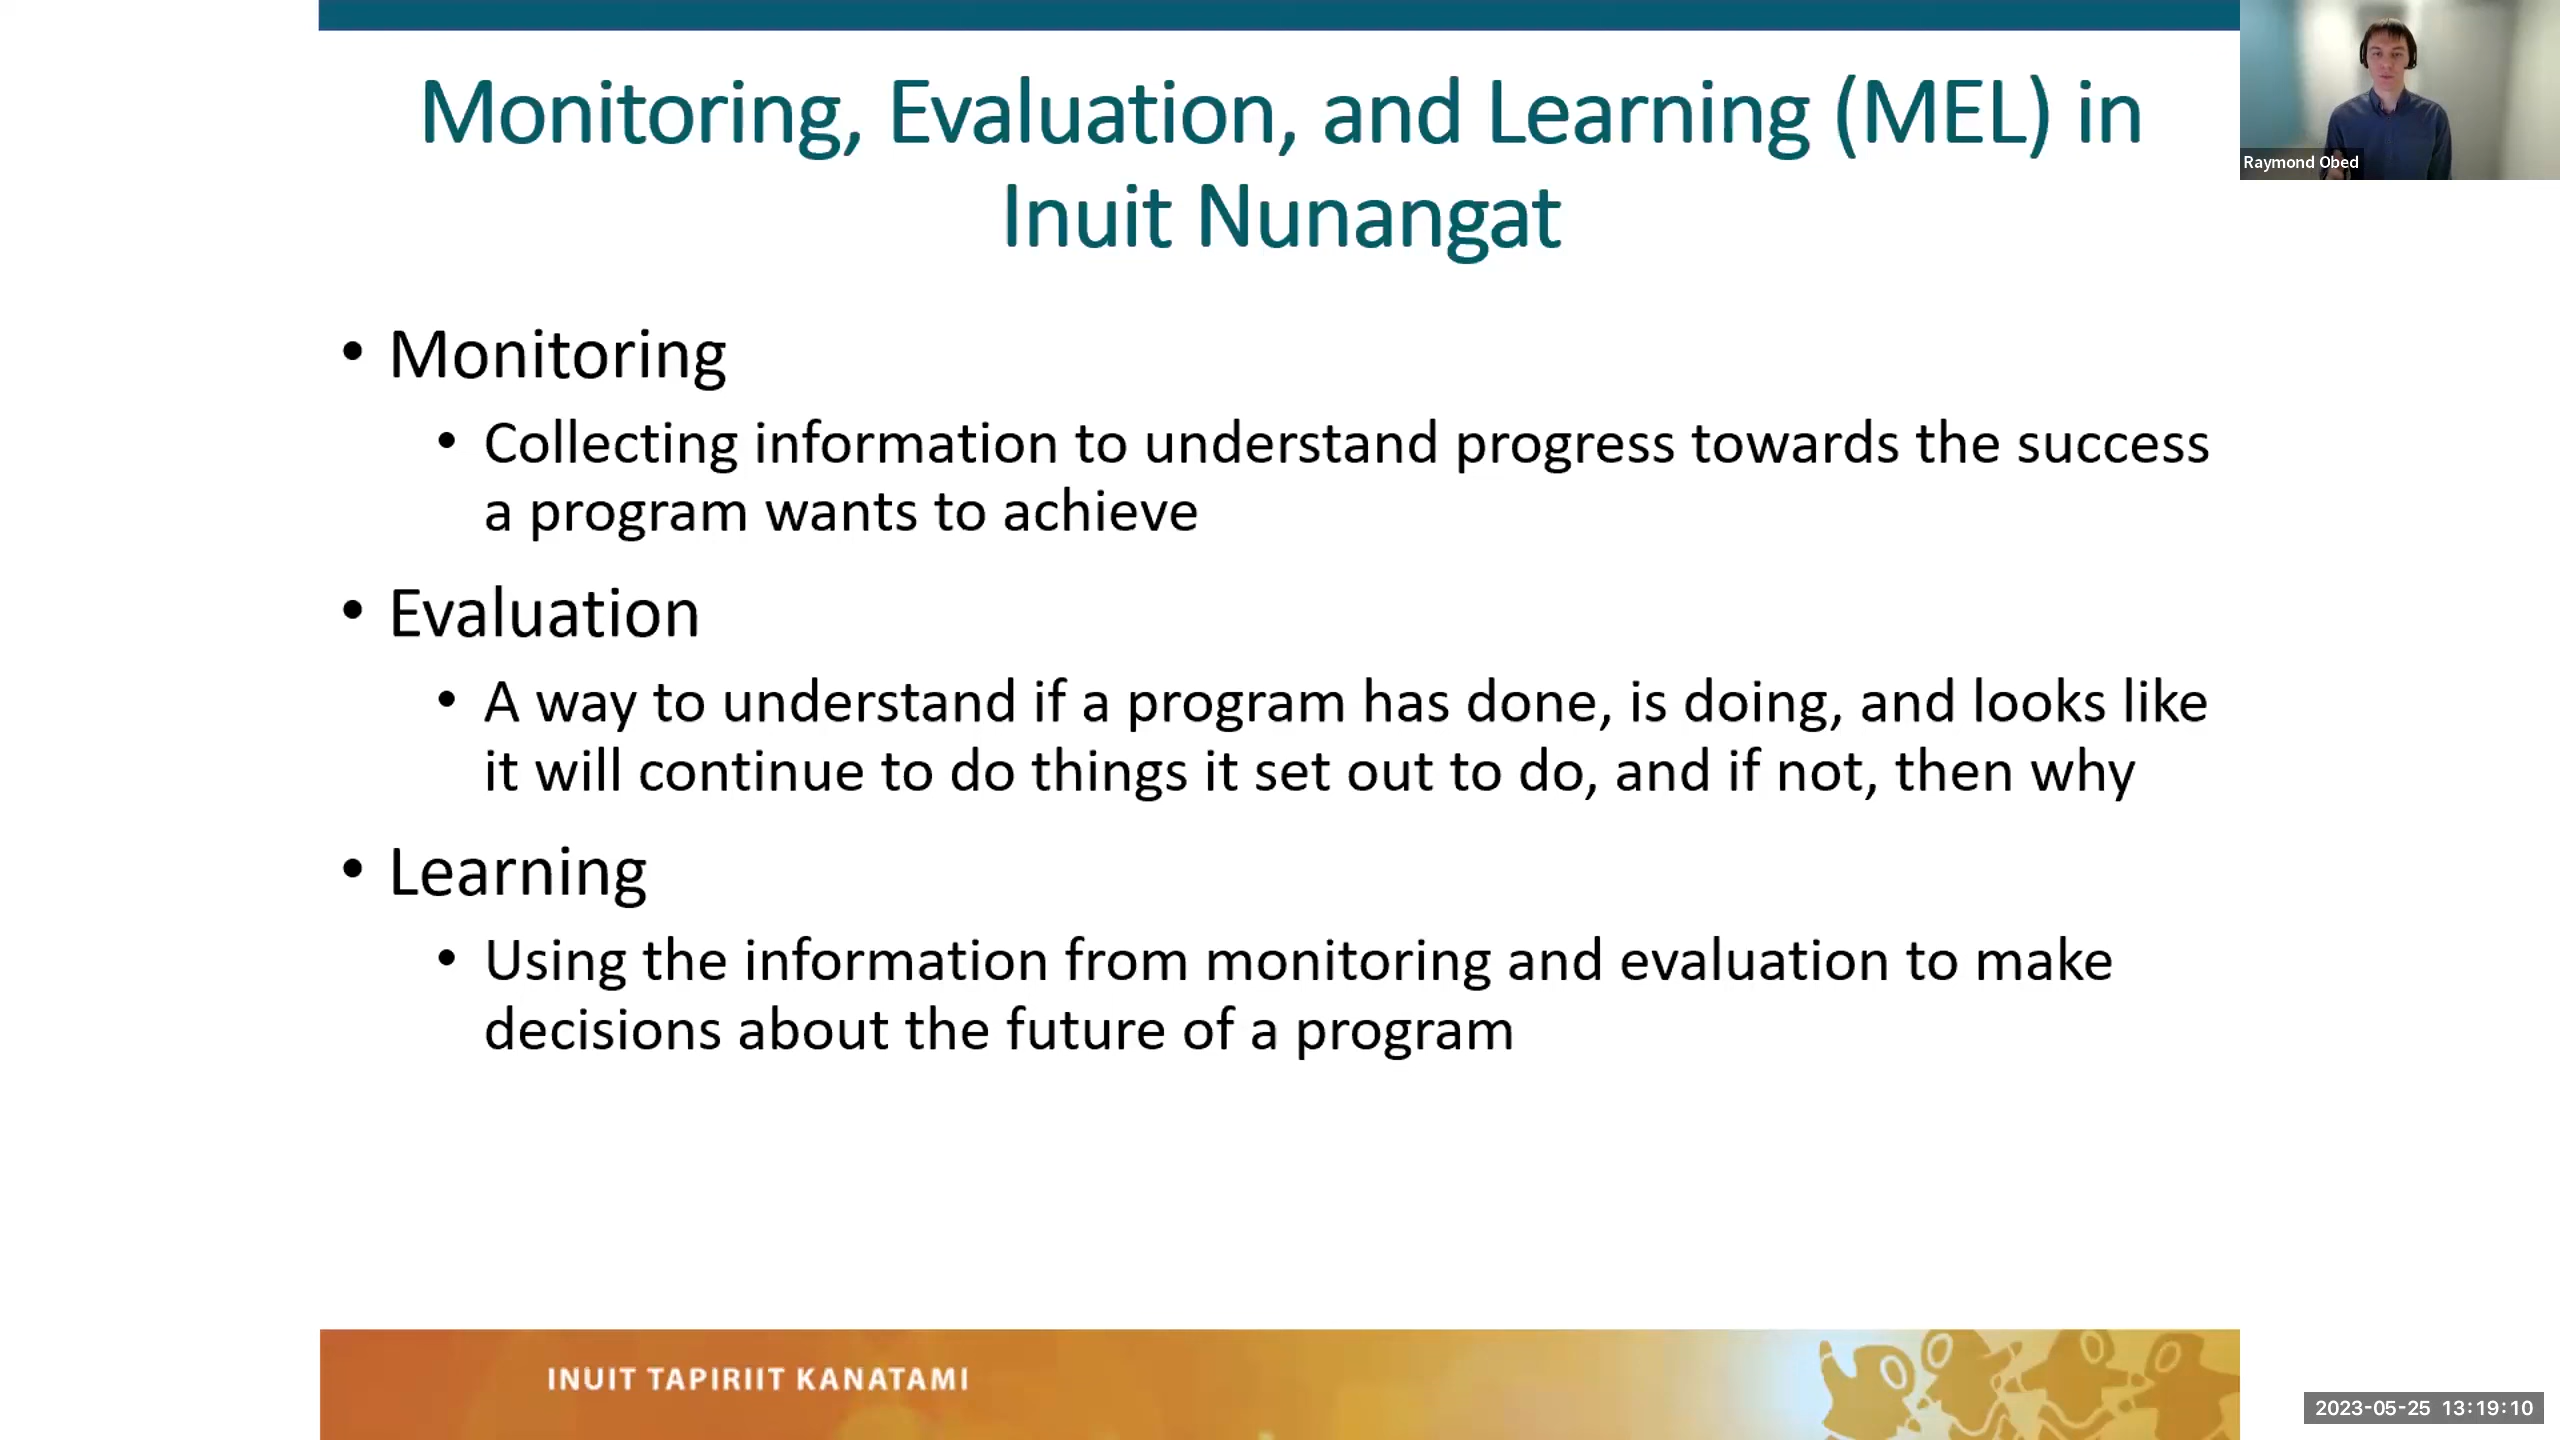 Monitoring, Evaluation, and Learning (MEL) in
Inuit Nunangat
Raymond Obed
• Monitoring
• Collecting information to understand progress towards the success
a program wants to achieve
• Evaluation
• A way to understand if a program has done, is doing, and looks like
it will continue to do things it set out to do, and if not, then why
• Learning
• Using the information from monitoring and evaluation to make
decisions about the future of a program
INUIT TAPIRIIT KANATAMI
2023-05-25 13:19:10